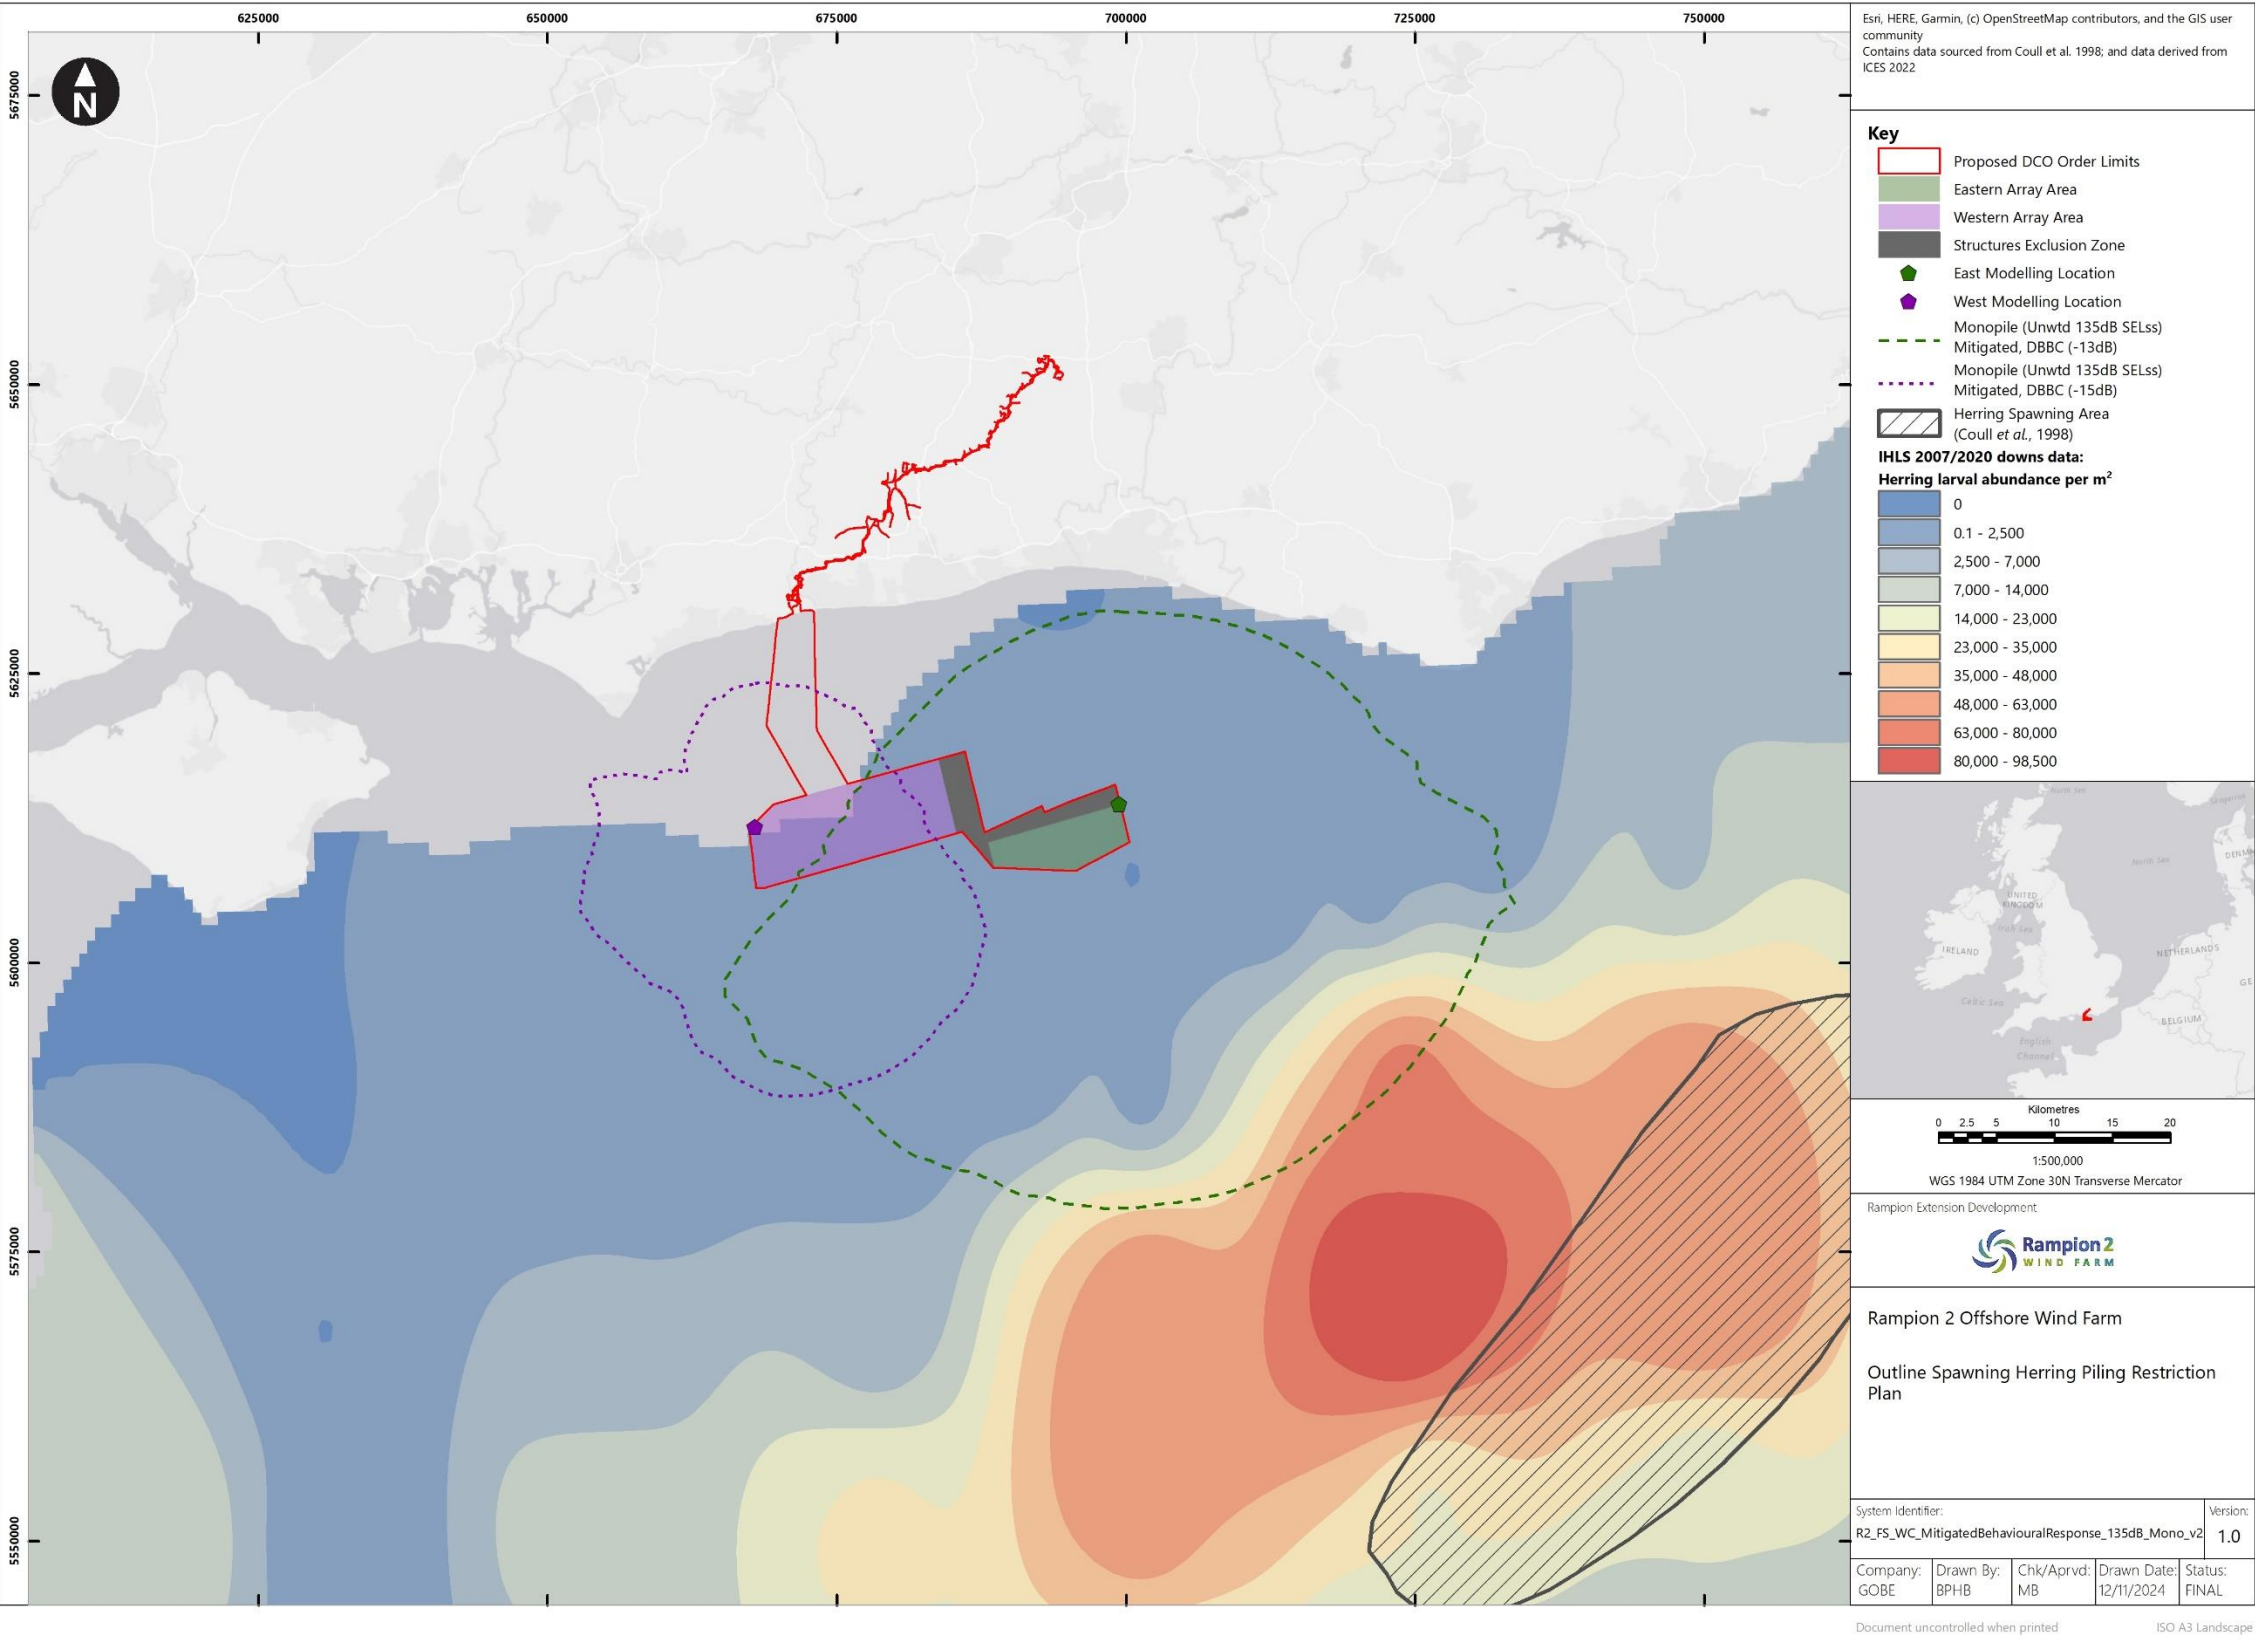 625000 650000 675000 700000 725000 750000
5675000
5650000
5625000
5600000
5575000
5550000
N
Esri, HERE, Garmin, (c) OpenStreetMap contributors, and the GIS user
community
Contains data sourced from Coull et al. 1998; and data derived from
ICES 2022
Key
Proposed DCO Order Limits
Eastern Array Area
Western Array Area
Structures Exclusion Zone
East Modelling Location
West Modelling Location
Monopile (Unwtd 135dB SELss)
Mitigated, DBBC (-13dB)
Monopile (Unwtd 135dB SELss)
Mitigated, DBBC (-15dB)
Herring Spawning Area
(Coull et al., 1998)
IHLS 2007/2020 downs data:
Herring larval abundance per m²
0
0.1 - 2,500
2,500 - 7,000
7,000 - 14,000
14,000 - 23,000
23,000 - 35,000
35,000 - 48,000
48,000 - 63,000
63,000 - 80,000
80,000 - 98,500
North Sea
North Sea
UNITED
KINGDOM
Irish Sea
IRELAND
NETHERLANDS
Celtic Sea
BELGIUM
English
Channel
Kilometres
0 2.5 5 10 15 20
1:500,000
WGS 1984 UTM Zone 30N Transverse Mercator
Rampion Extension Development
Rampion 2
WIND FARM
Rampion 2 Offshore Wind Farm
Outline Spawning Herring Piling Restriction
Plan
System Identifier: Version:
R2_FS_WC_MitigatedBehaviouralResponse_135dB_Mono_v2 1.0
Company: Drawn By: Chk/Aprvd: Drawn Date: Status:
GOBE BPHB MB 12/11/2024 FINAL
Document uncontrolled when printed ISO A3 Landscape